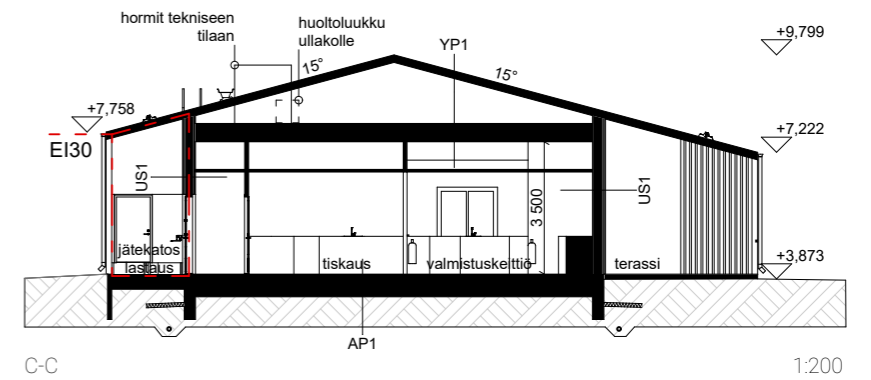 hormit tekniseen
tilaan
huoltoluukku
ullakolle
YP1
+9,799
15°
15°
+7,758
+7,222
EI30
US1
US1
3 500
jätekatos
lastaus
tiskaus
valmistuskeittiö
terassi
+3,873
AP1
C-C
1:200